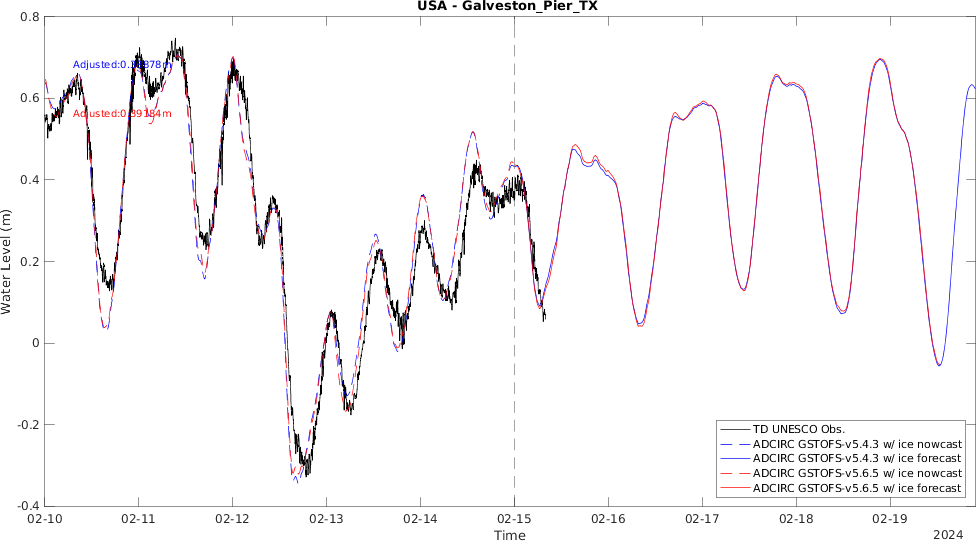 USA - Galveston_Pier_TX
0.8
0.6
0.4
0.2
0
-0.2
-0.4
Water Level (m)
02-10
02-11
02-12
02-13
02-14
02-15
02-16
02-17
02-18
02-19
Time
2024
TD UNESCO Obs.
ADCIRC GSTOFS-v5.4.3 w/ ice nowcast
ADCIRC GSTOFS-v5.4.3 w/ ice forecast
ADCIRC GSTOFS-v5.6.5 w/ ice nowcast
ADCIRC GSTOFS-v5.6.5 w/ ice forecast